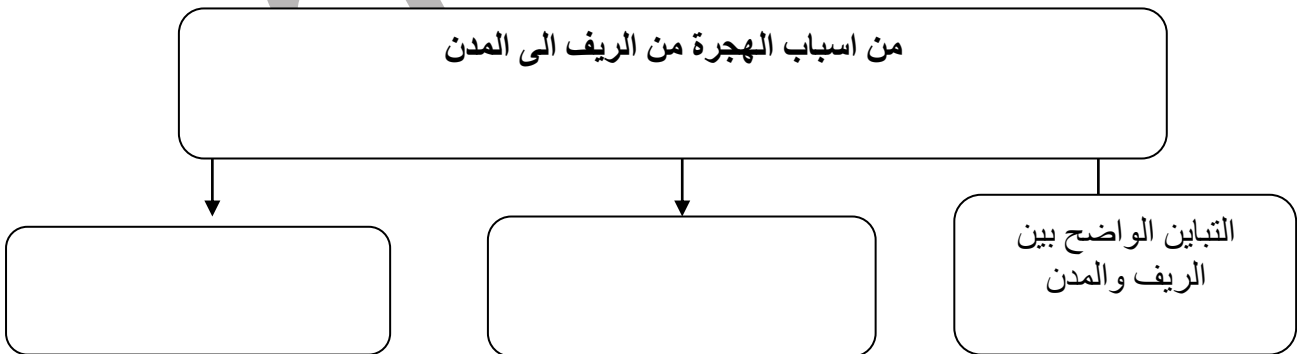 من اسباب الهجرة من الريف الى المدن
التباين الواضح بين
الريف والمدن